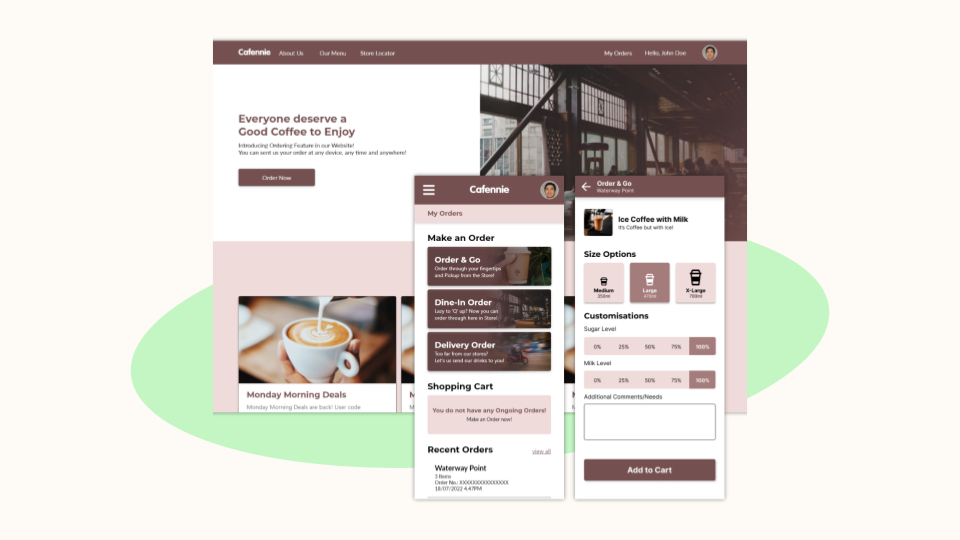 Cafennie
About Us
Our Menu
Store Locator
My Orders
Hello, John Doe
Everyone deserve a
Good Coffee to Enjoy
Introducing Ordering Feature in our Website!
You can sent us your order at any device, any time and anywhere!
Order Now
Monday Morning Deals
Monday Morning Deals are back! User code
Cafennie
My Orders
Make an Order
Order & Go
Order through your fingertips
and Pickup from the Store!
Dine-In Order
Lazy to 'Q' up? Now you can
order through here in Store!
Delivery Order
Too far from our stores?
Let's us send our drinks to you!
Shopping Cart
You do not have any Ongoing Orders!
Make an Order now!
Recent Orders
view all
Waterway Point
3 Items
Order No.: XXXXXXXXXXXXXXX
18/07/2022 4:47PM
Order & Go
Waterway Point
Ice Coffee with Milk
It's Coffee but with Ice!
Size Options
Medium
350ml
Large
470ml
X-Large
700ml
Customisations
Sugar Level
0% 25% 50% 75% 100%
Milk Level
0% 25% 50% 75% 100%
Additional Comments/Needs
Add to Cart